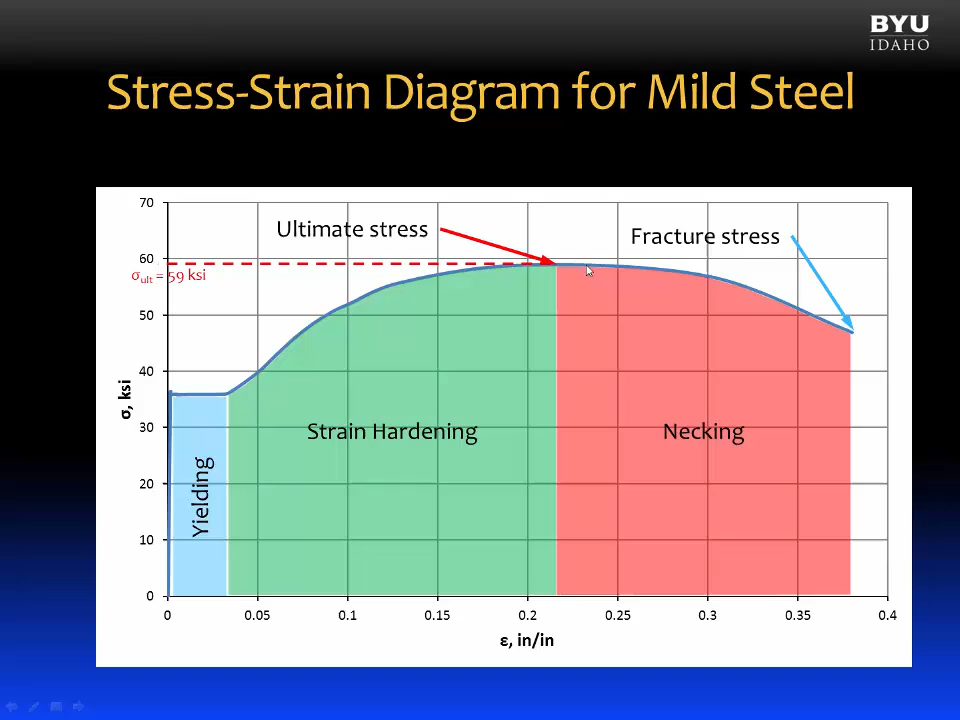 BYU
IDAHO
Stress-Strain Diagram for Mild Steel
70
60
50
40
30
20
10
0
σ, ksi
Ultimate stress
Fracture stress
σult = 59 ksi
Yielding
Strain Hardening
Necking
0 0.05 0.1 0.15 0.2 0.25 0.3 0.35 0.4
ε, in/in